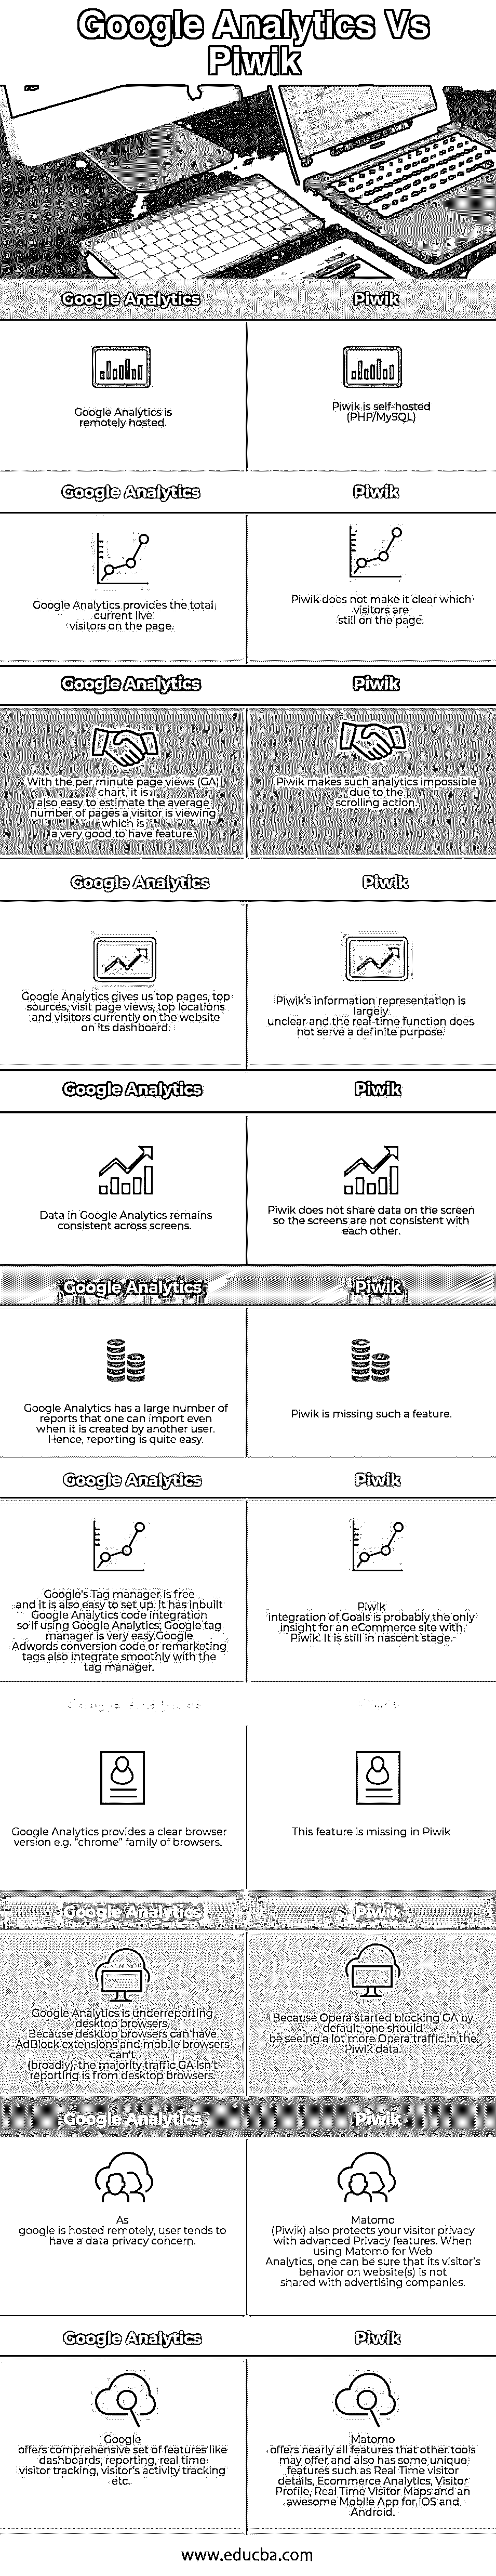 Google Analytics Vs
Piwik
Google Analytics
Piwik
Google Analytics is
remotely hosted.
Piwik is self-hosted
(PHP/MySQL)
Google Analytics
Piwik
Google Analytics provides the total
current live
visitors on the page.
Piwik does not make it clear which
visitors are
still on the page.
Google Analytics
Piwik
With the per minute page views (GA)
chart, it is
also easy to estimate the average
number of pages a visitor is viewing
which is
a very good to have feature.
Piwik makes such analytics impossible
due to the
scrolling action.
Google Analytics
Piwik
Google Analytics gives us top pages, top
sources, visit page views, top locations
and visitors currently on the website
on its dashboard.
Piwik's information representation is
largely
unclear and the real-time function does
not serve a definite purpose.
Google Analytics
Piwik
Data in Google Analytics remains
consistent across screens.
Piwik does not share data on the screen
so the screens are not consistent with
each other.
Google Analytics
Piwik
Google Analytics has a large number of
reports that one can import even
when it is created by another user.
Hence, reporting is quite easy.
Piwik is missing such a feature.
Google Analytics
Piwik
Google's Tag manager is free
and it is also easy to set up. It has inbuilt
Google Analytics code integration
so if using Google Analytics; Google tag
manager is very easy.Google
Adwords conversion code or remarketing
tags also integrate smoothly with the
tag manager.
Piwik
integration of Goals is probably the only
insight for an eCommerce site with
Piwik. It is still in nascent stage.
Google Analytics provides a clear browser
version e.g. "chrome" family of browsers.
This feature is missing in Piwik
Google Analytics
Piwik
Google Analytics is underreporting
desktop browsers.
Because desktop browsers can have
AdBlock extensions and mobile browsers
can't
(broadly), the majority traffic GA isn't
reporting is from desktop browsers.
Because Opera started blocking GA by
default, one should
be seeing a lot more Opera traffic in the
Piwik data.
Google Analytics
Piwik
As
google is hosted remotely, user tends to
have a data privacy concern.
Matomo
(Piwik) also protects your visitor privacy
with advanced Privacy features. When
using Matomo for Web
Analytics, one can be sure that its visitor's
behavior on website(s) is not
shared with advertising companies.
Google Analytics
Piwik
Google
offers comprehensive set of features like
dashboards, reporting, real time
visitor tracking, visitor's activity tracking
etc.
Matomo
offers nearly all features that other tools
may offer and also has some unique
features such as Real Time visitor
details, Ecommerce Analytics, Visitor
Profile, Real Time Visitor Maps and an
awesome Mobile App for iOS and
Android.
www.educba.com